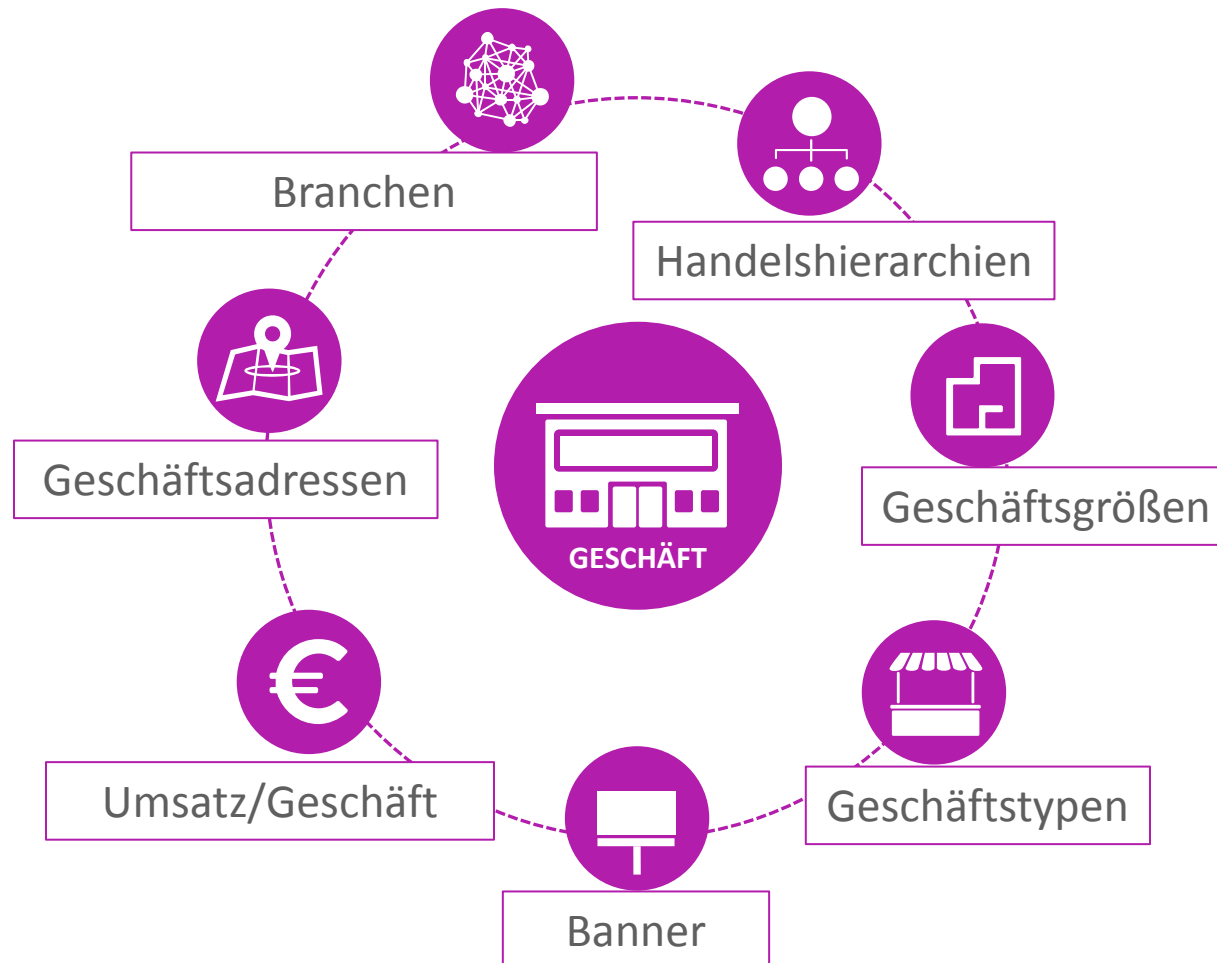 Branchen
Handelshierarchien
Geschäftsadressen
Geschäftsgrößen
GESCHÄFT
Umsatz/Geschäft
Geschäftstypen
Banner